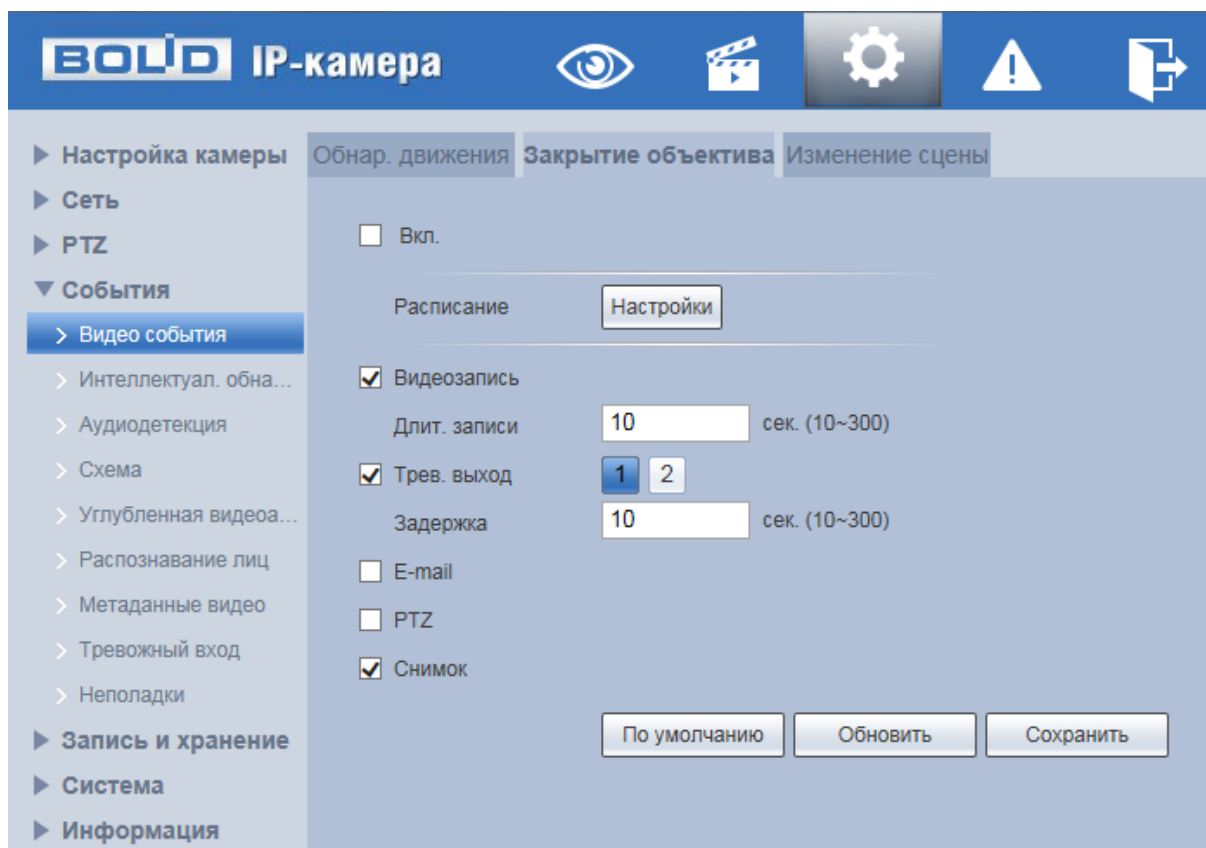 BOLID IP-камера
Настройка камеры
Сеть
PTZ
События
Видео события
Интеллектуал. обна...
Аудиодетекция
Схема
Углубленная видеоа...
Распознавание лиц
Метаданные видео
Тревожный вход
Неполадки
Запись и хранение
Система
Информация
Обнар. движения Закрытие объектива Изменение сцены
Вкл.
Расписание Настройки
Видеозапись
Длит. записи 10 сек. (10~300)
Трев. выход 1 2
Задержка 10 сек. (10~300)
E-mail
PTZ
Снимок
По умолчанию Обновить Сохранить